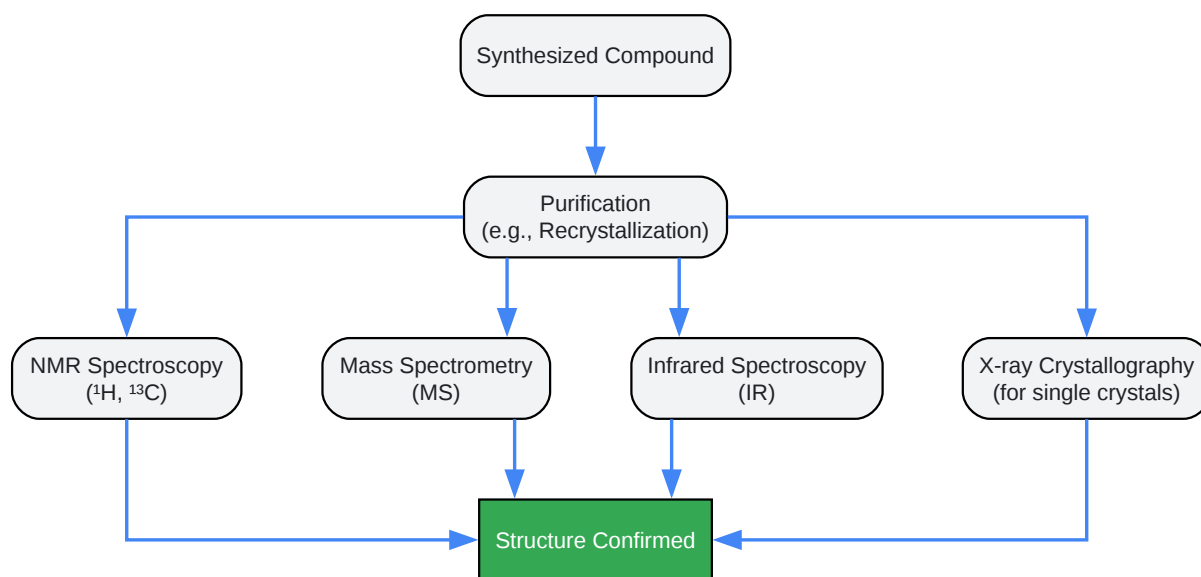 Synthesized Compound
Purification
(e.g., Recrystallization)
NMR Spectroscopy
(¹H, ¹³C)
Mass Spectrometry
(MS)
Infrared Spectroscopy
(IR)
X-ray Crystallography
(for single crystals)
Structure Confirmed